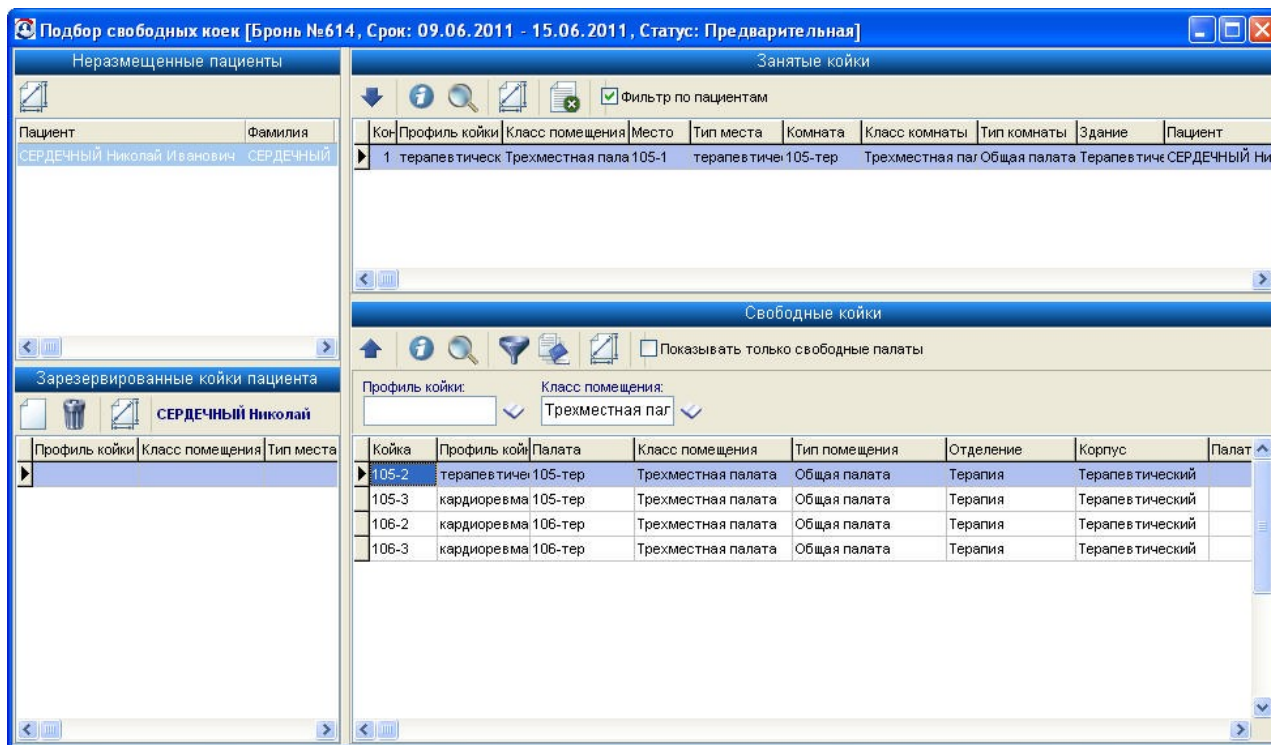 Подбор свободных коек [Бронь №614, Срок: 09.06.2011 - 15.06.2011, Статус: Предварительная]
Неразмещенные пациенты
Пациент Фамилия
СЕРДЕЧНЫЙ Николай Иванович СЕРДЕЧНЫЙ
Занятые койки
Фильтр по пациентам
Кон Профиль койки Класс помещения Место Тип места Комната Класс комнаты Тип комнаты Здание Пациент
1 терапевтическ Трехместная пала 105-1 терапевтиче 105-тер Трехместная пал Общая палата Терапевтиче СЕРДЕЧНЫЙ Ни
Свободные койки
Показывать только свободные палаты
Профиль койки: Класс помещения:
Трехместная пал
Койка Профиль койн Палата Класс помещения Тип помещения Отделение Корпус Палат
105-2 терапевтиче 105-тер Трехместная палата Общая палата Терапия Терапевтический
105-3 кардиоревма 105-тер Трехместная палата Общая палата Терапия Терапевтический
106-2 кардиоревма 106-тер Трехместная палата Общая палата Терапия Терапевтический
106-3 кардиоревма 106-тер Трехместная палата Общая палата Терапия Терапевтический
Зарезервированные койки пациента
СЕРДЕЧНЫЙ Николай
Профиль койки Класс помещения Тип места